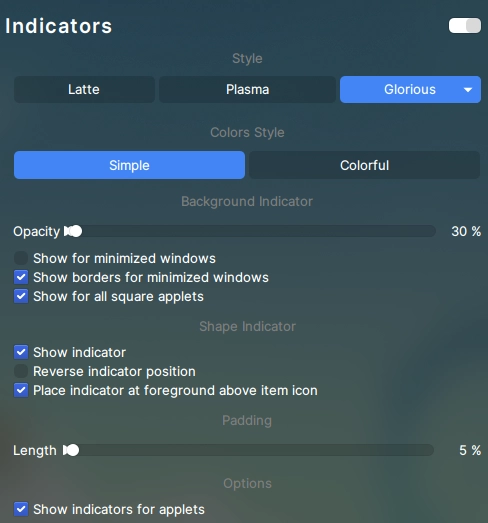 Indicators
Style
Latte
Plasma
Glorious
Colors Style
Simple
Colorful
Background Indicator
Opacity 30 %
Show for minimized windows
Show borders for minimized windows
Show for all square applets
Shape Indicator
Show indicator
Reverse indicator position
Place indicator at foreground above item icon
Padding
Length 5 %
Options
Show indicators for applets